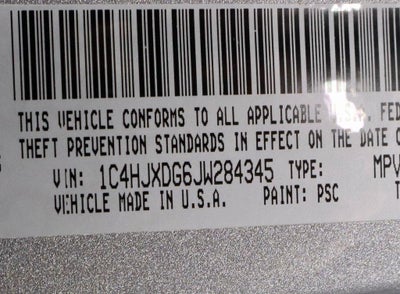 THIS VEHICLE CONFORMS TO ALL APPLICABLE U.S.A. FED
THEFT PREVENTION STANDARDS IN EFFECT ON THE DATE O
VIN: 1C4HJXDG6JW284345 TYPE: MPV
VEHICLE MADE IN U.S.A. PAINT: PSC T